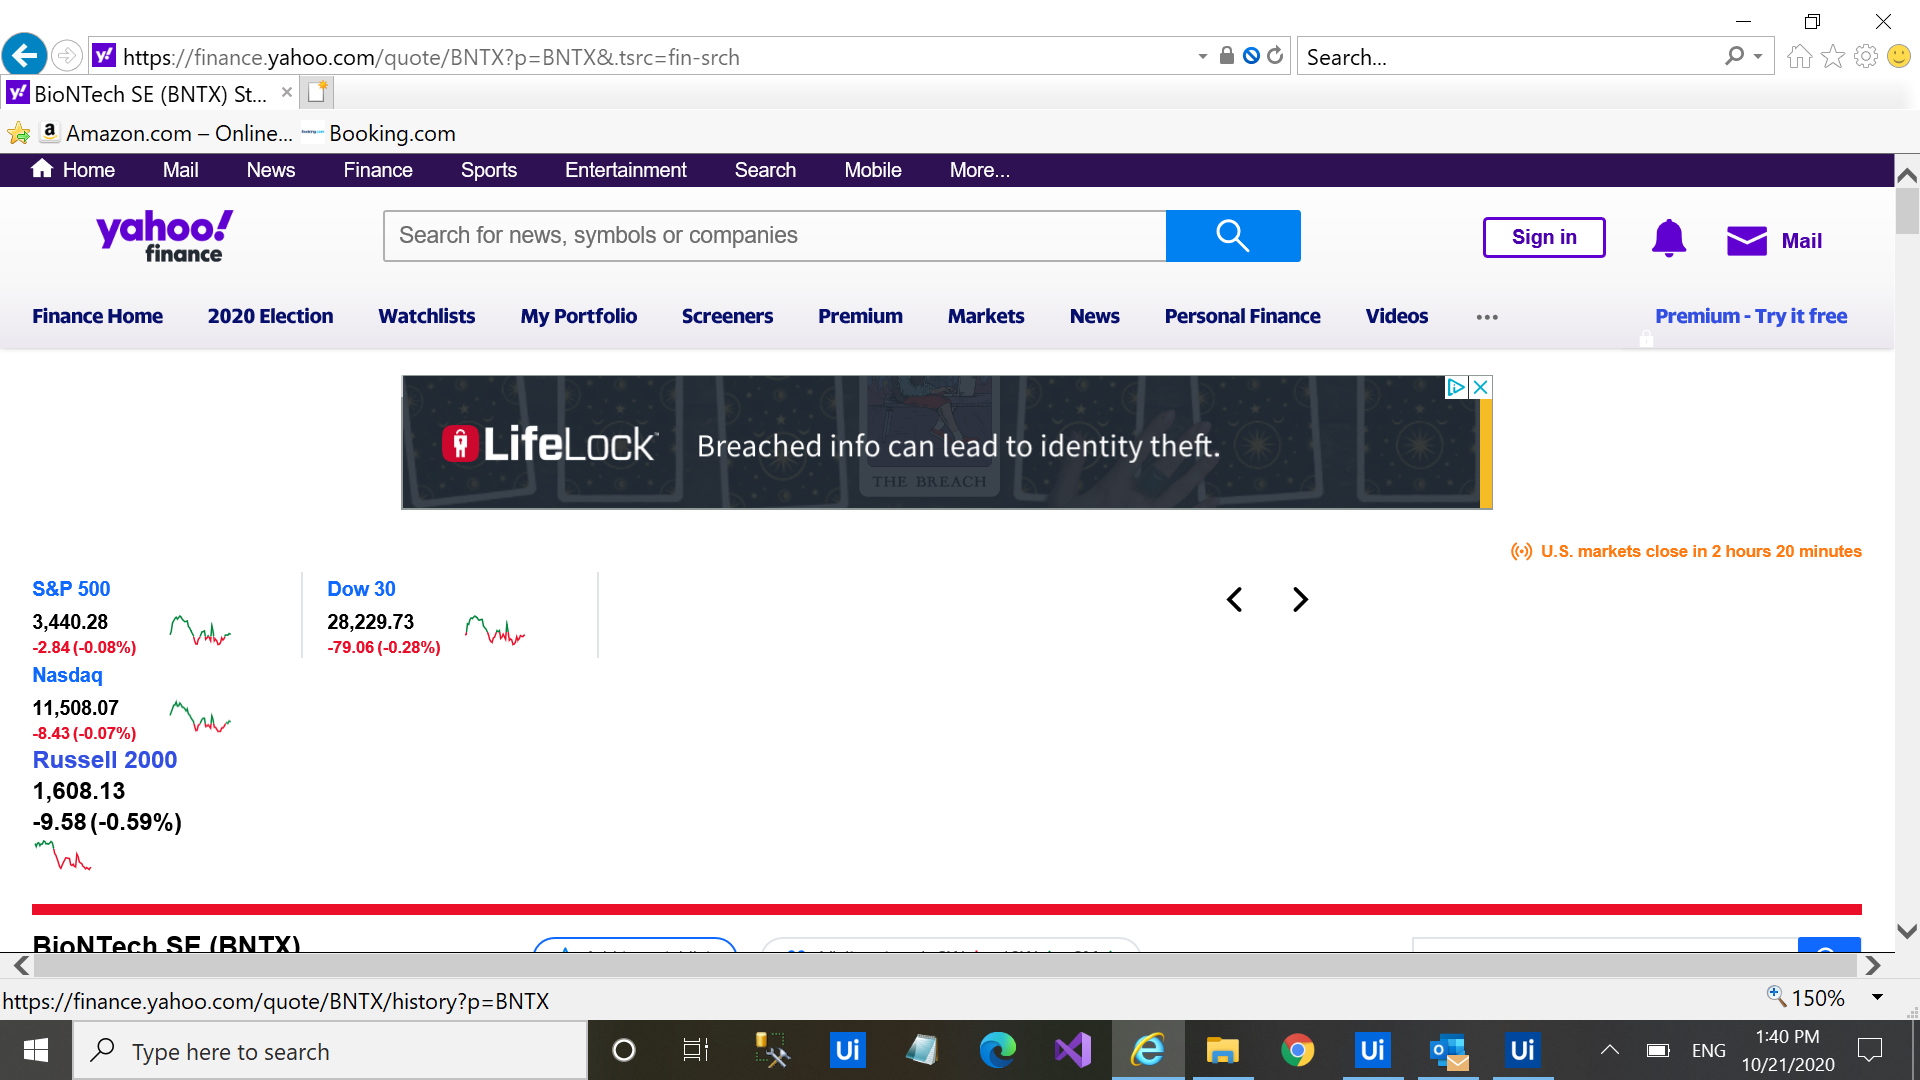 https://finance.yahoo.com/quote/BNTX?p=BNTX&.tsrc=fin-srch
Search...
BioNTech SE (BNTX) St...
Amazon.com – Online...
Booking.com
Home Mail News Finance Sports Entertainment Search Mobile More...
yahoo!
finance
Search for news, symbols or companies
Sign in
Mail
Finance Home 2020 Election Watchlists My Portfolio Screeners Premium Markets News Personal Finance Videos ... Premium - Try it free
LifeLock
Breached info can lead to identity theft.
THE BREACH
U.S. markets close in 2 hours 20 minutes
S&P 500
3,440.28
-2.84 (-0.08%)
Dow 30
28,229.73
-79.06 (-0.28%)
Nasdaq
11,508.07
-8.43 (-0.07%)
Russell 2000
1,608.13
-9.58 (-0.59%)
BioNTech SE (BNTX)
https://finance.yahoo.com/quote/BNTX/history?p=BNTX
150%
Type here to search
Ui
Ui
Ui
ENG
1:40 PM
10/21/2020